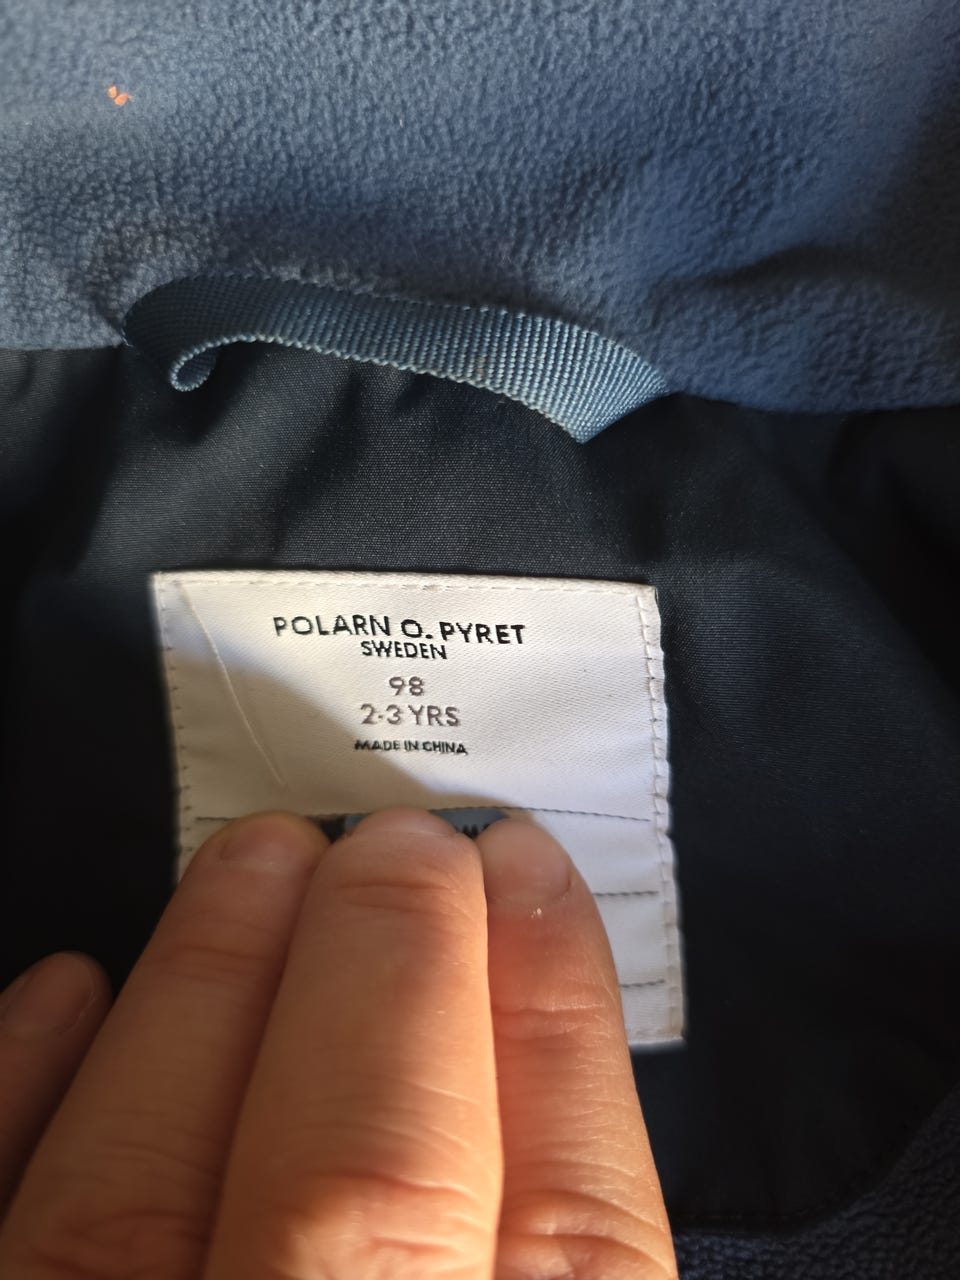 POLARN O. PYRET
SWEDEN
98
2-3 YRS
MADE IN CHINA